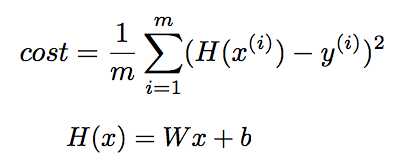 cost = \frac{1}{m} \sum_{i=1}^{m} (H(x^{(i)}) - y^{(i)})^2
H(x) = Wx + b